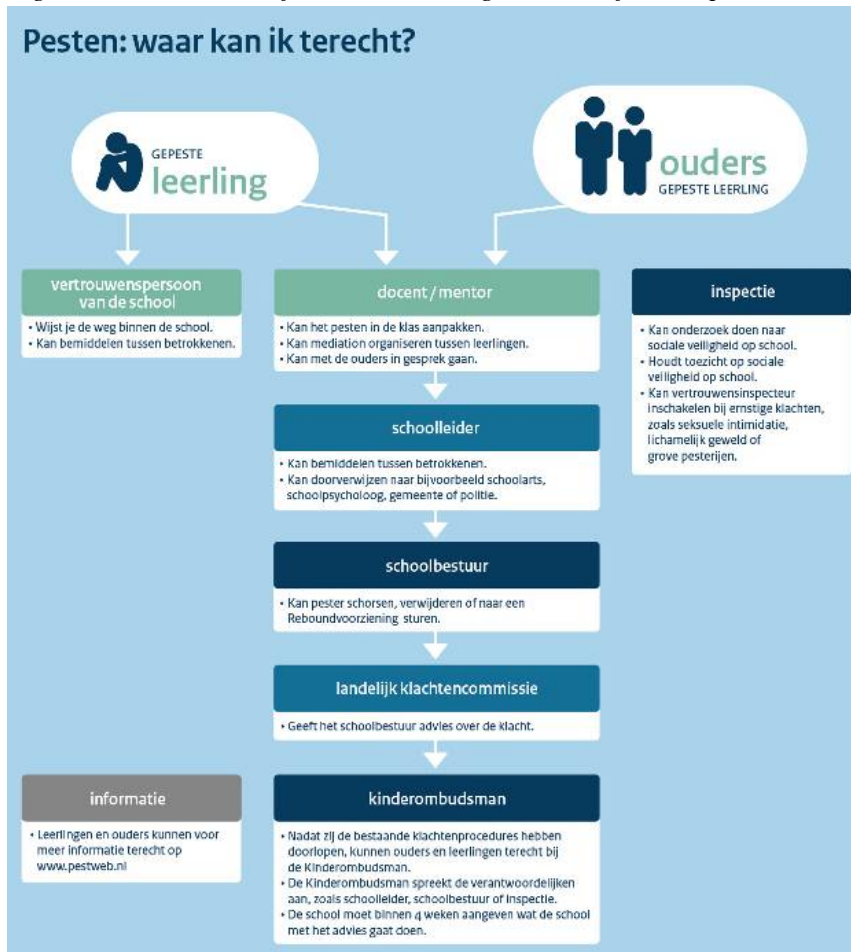 Pesten: waar kan ik terecht?
GEPESTE
leerling
ouders
GEPESTE LEERLING
vertrouwenspersoon
van de school
• Wijst je de weg binnen de school.
• Kan bemiddelen tussen betrokkenen.
docent / mentor
• Kan het pesten in de klas aanpakken.
• Kan mediation organiseren tussen leerlingen.
• Kan met de ouders in gesprek gaan.
inspectie
• Kan onderzoek doen naar
sociale veiligheid op school.
• Houdt toezicht op sociale
veiligheid op school.
• Kan vertrouwensinspecteur
inschakelen bij ernstige klachten,
zoals seksuele intimidatie,
lichamelijk geweld of
grove pesterijen.
schoolleider
• Kan bemiddelen tussen betrokkenen.
• Kan doorverwijzen naar bijvoorbeeld schoolarts,
schoolpsycholoog, gemeente of politie.
schoolbestuur
• Kan pester schorsen, verwijderen of naar een
Reboundvoorziening sturen.
landelijk klachtencommissie
• Geeft het schoolbestuur advies over de klacht.
informatie
• Leerlingen en ouders kunnen voor
meer informatie terecht op
www.pestweb.nl
kinderombudsman
• Nadat zij de bestaande klachtenprocedures hebben
doorlopen, kunnen ouders en leerlingen terecht bij
de Kinderombudsman.
• De Kinderombudsman spreekt de verantwoordelijken
aan, zoals schoolleider, schoolbestuur of inspectie.
• De school moet binnen 4 weken aangeven wat de school
met het advies gaat doen.